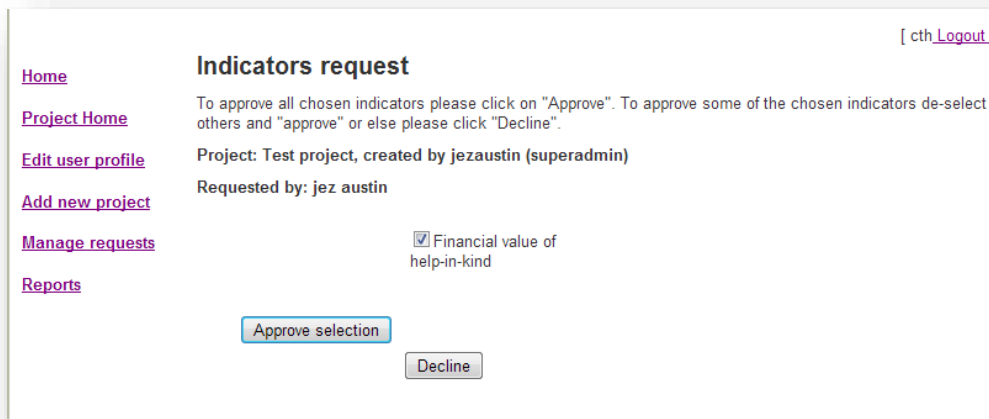 [ cth Logout
Home
Project Home
Edit user profile
Add new project
Manage requests
Reports
Indicators request
To approve all chosen indicators please click on "Approve". To approve some of the chosen indicators de-select
others and "approve" or else please click "Decline".
Project: Test project, created by jezaustin (superadmin)
Requested by: jez austin
Financial value of
help-in-kind
Approve selection
Decline